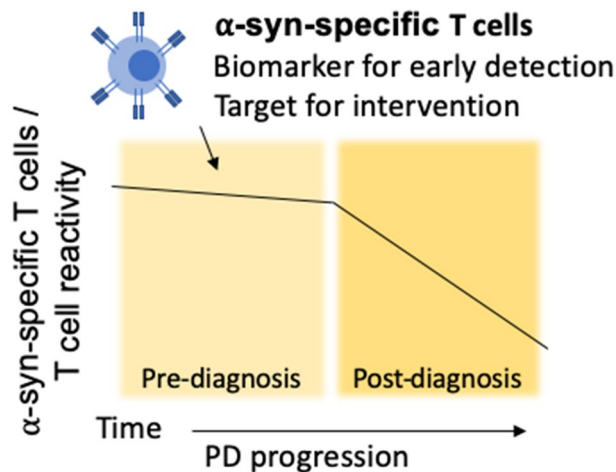 α-syn-specific T cells
Biomarker for early detection
Target for intervention
α-syn-specific T cells /
T cell reactivity
Pre-diagnosis
Post-diagnosis
Time
PD progression